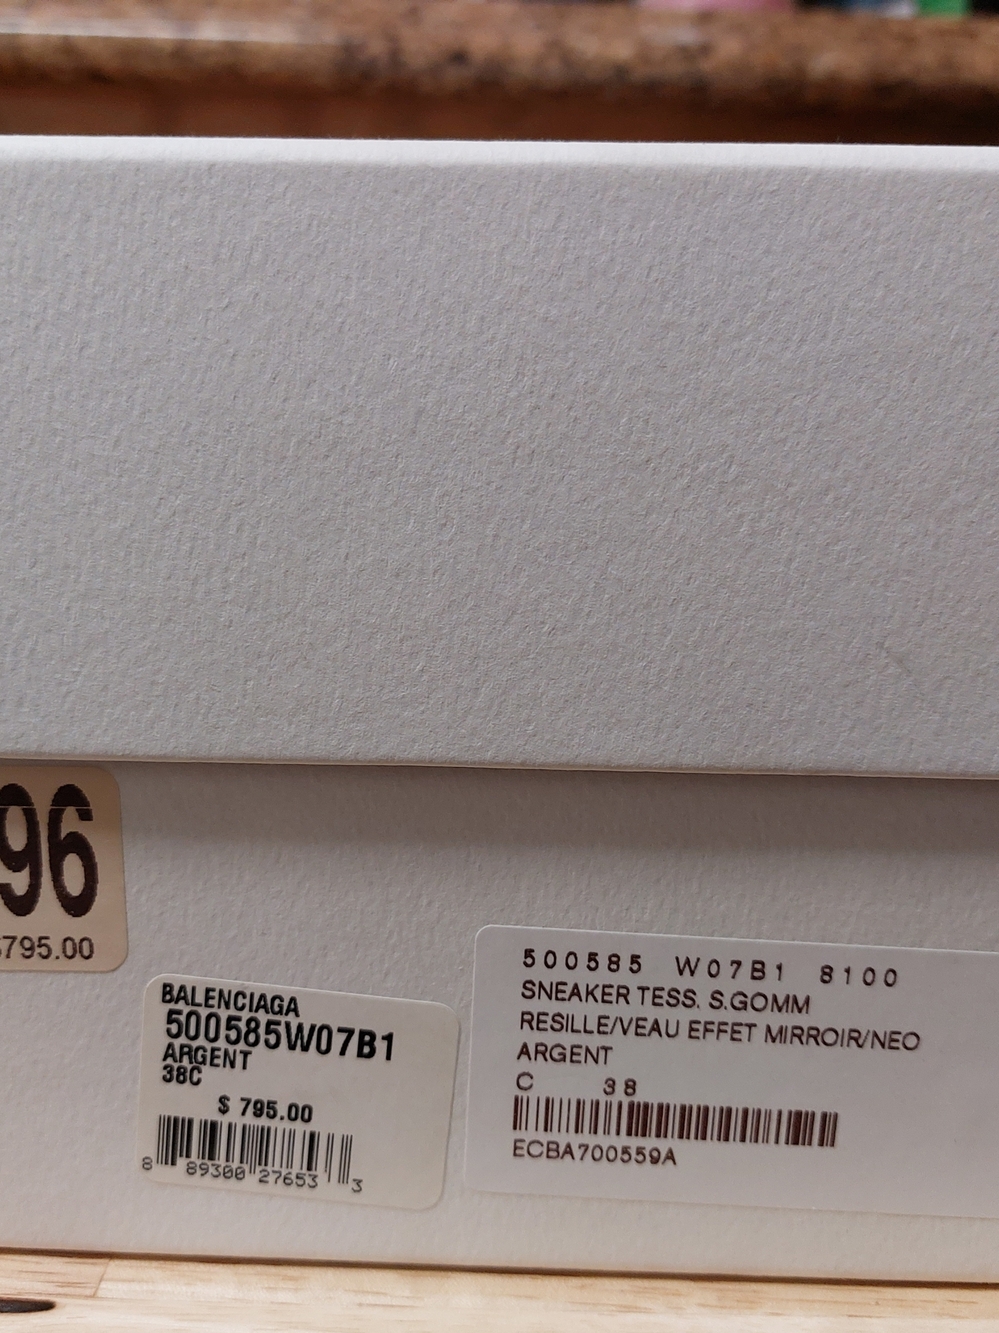 96
$795.00
BALENCIAGA
500585W07B1
ARGENT
38C
$ 795.00
8 89300 27653 3
500585 W07B1 8100
SNEAKER TESS. S.GOMM
RESILLE/VEAU EFFET MIRROIR/NEO
ARGENT
C 38
ECBA700559A